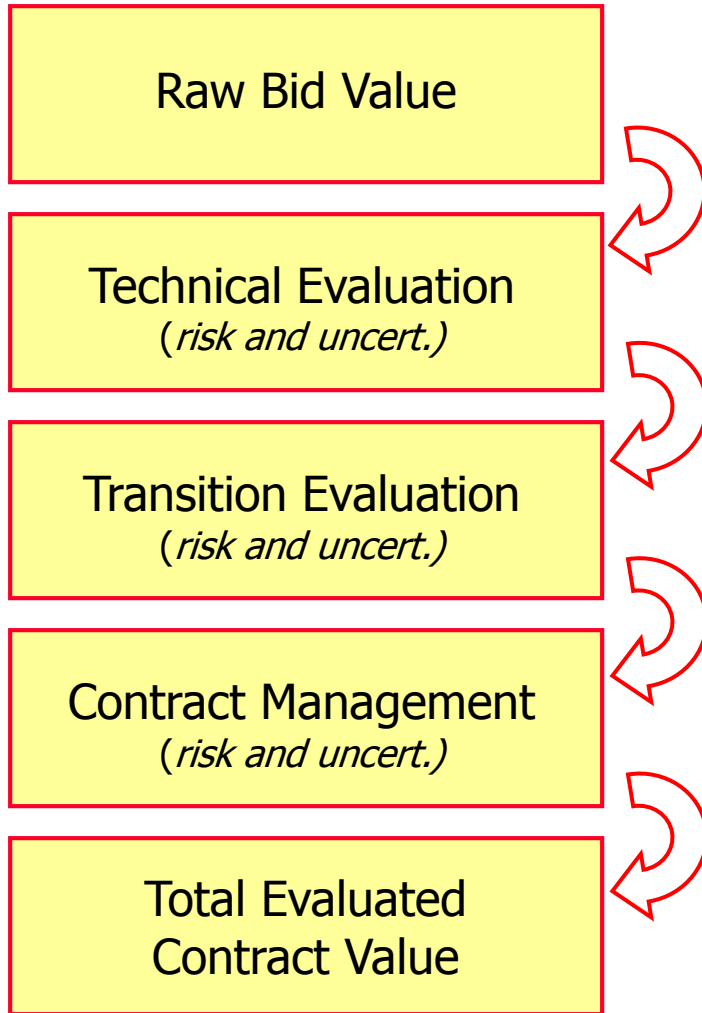 Raw Bid Value
Technical Evaluation
(risk and uncert.)
Transition Evaluation
(risk and uncert.)
Contract Management
(risk and uncert.)
Total Evaluated
Contract Value